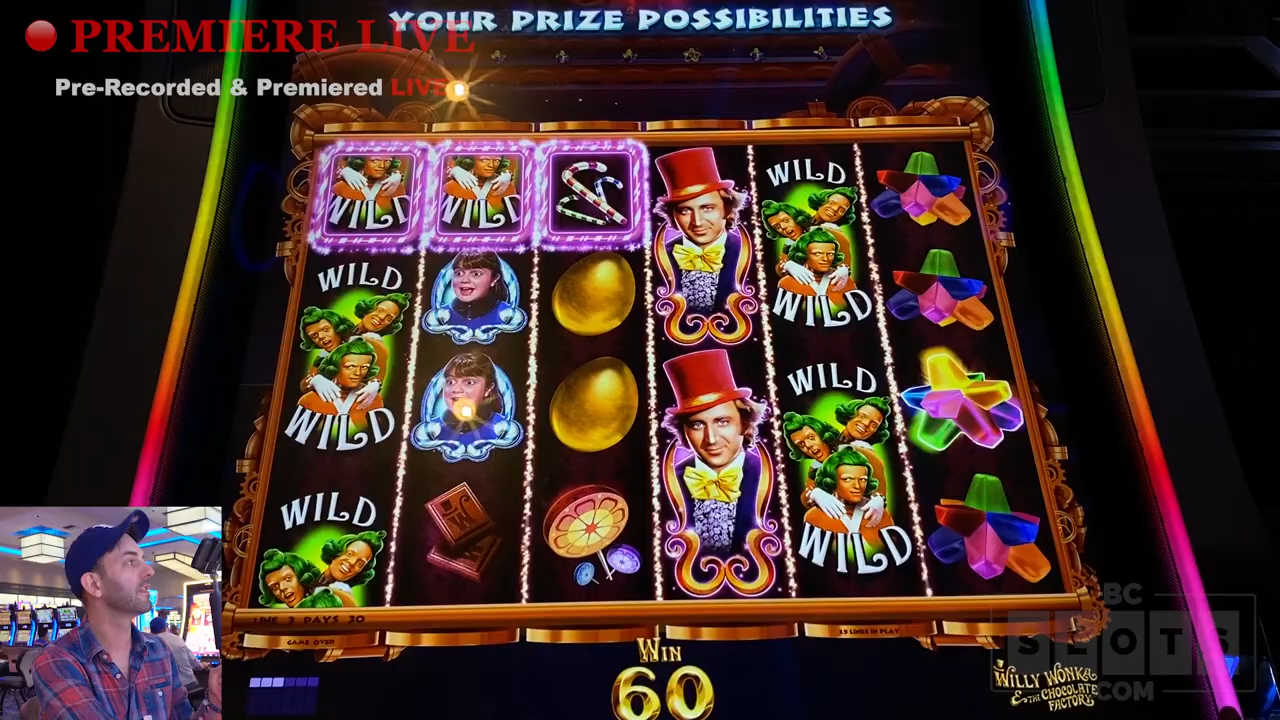 YOUR PRIZE POSSIBILITIES
PREMIERE LIVE
Pre-Recorded & Premiered LIVE
WILD
WILD
WILD
WILD
WILD
WILD
WILD
WILD
WILD
WILD
LINE 3 PAYS 30
GAME OVER
15 LINES IN PLAY
WIN
60
BC
SLOTS
.COM
WILLY WONKA
& THE CHOCOLATE
FACTORY